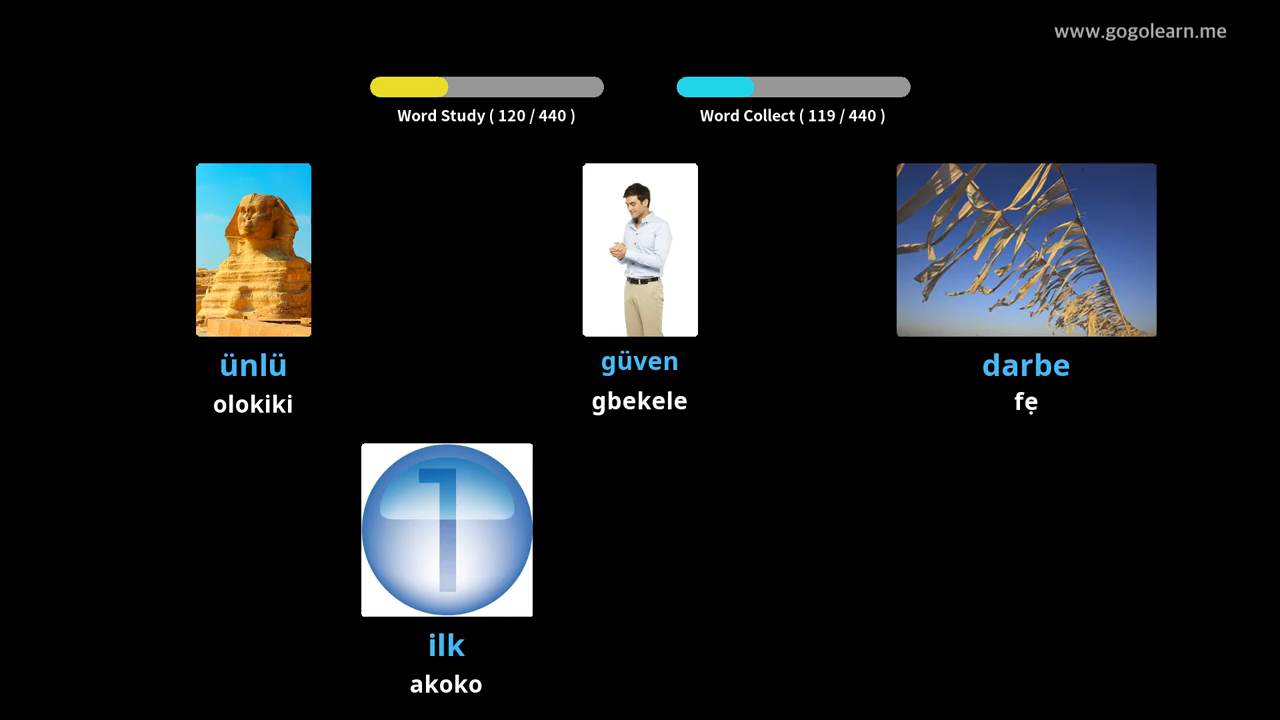 www.gogolearn.me
Word Study ( 120 / 440 )
Word Collect ( 119 / 440 )
ünlü
olokiki
güven
gbekele
darbe
fẹ
1
ilk
akoko